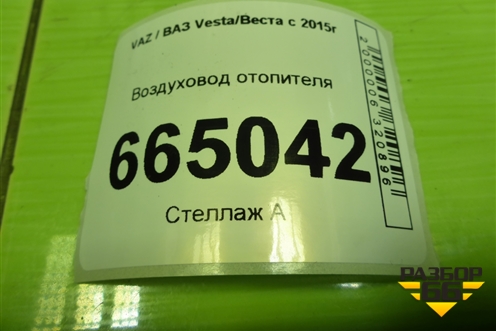 VAZ / ВАЗ Vesta/Веста с 2015г
Воздуховод отопителя
665042
Стеллаж А
2000006320896
РАЗБОР
66